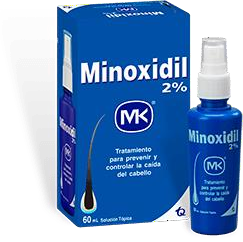 Minoxidil
2%
MK
Tratamiento
para prevenir y
controlar la caída
del cabello
60 mL Solución Tópica
Minoxidil
2%
MK
Tratamiento
para prevenir y
controlar la caída
del cabello